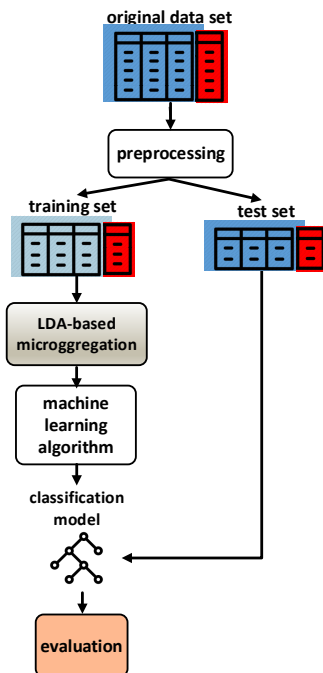 original data set
preprocessing
training set
test set
LDA-based
microggregation
machine
learning
algorithm
classification
model
evaluation